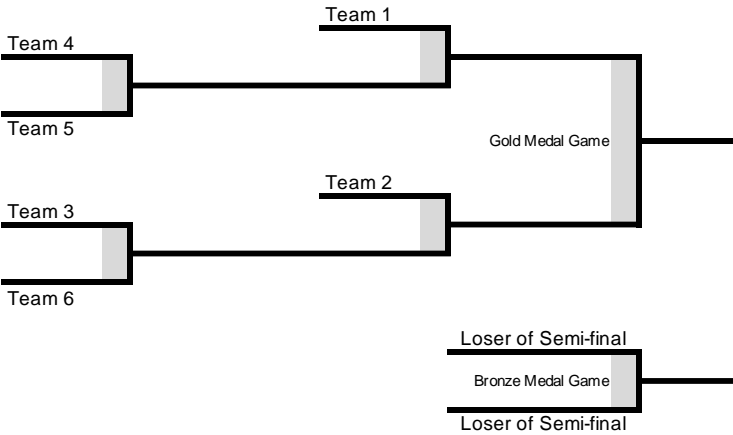 Team 1
Team 4
Team 5
Gold Medal Game
Team 2
Team 3
Team 6
Loser of Semi-final
Bronze Medal Game
Loser of Semi-final